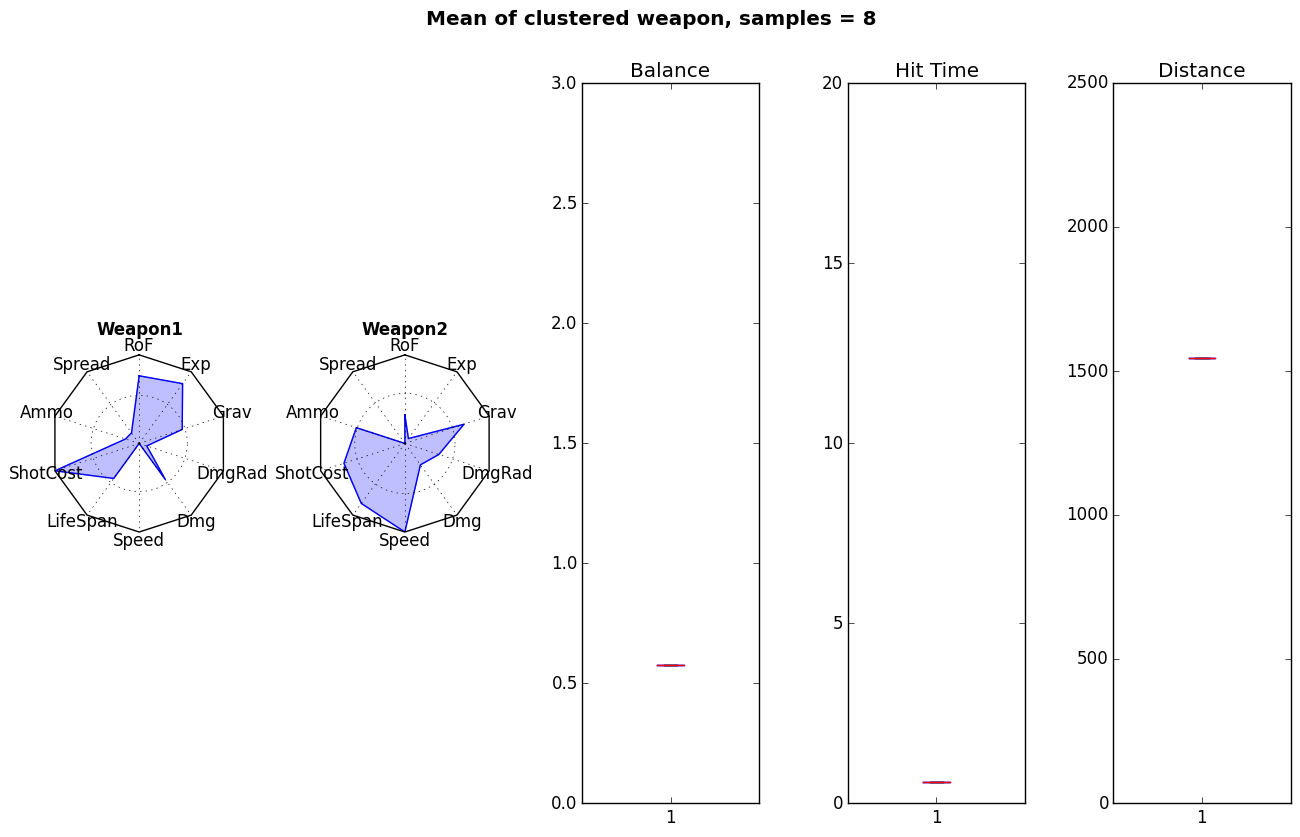 Mean of clustered weapon, samples = 8
Weapon1
RoF
Spread
Exp
Ammo
Grav
ShotCost
DmgRad
LifeSpan
Dmg
Speed
Weapon2
RoF
Spread
Exp
Ammo
Grav
ShotCost
DmgRad
LifeSpan
Dmg
Speed
Balance
3.0
2.5
2.0
1.5
1.0
0.5
0.0
1
Hit Time
20
15
10
5
0
1
Distance
2500
2000
1500
1000
500
0
1